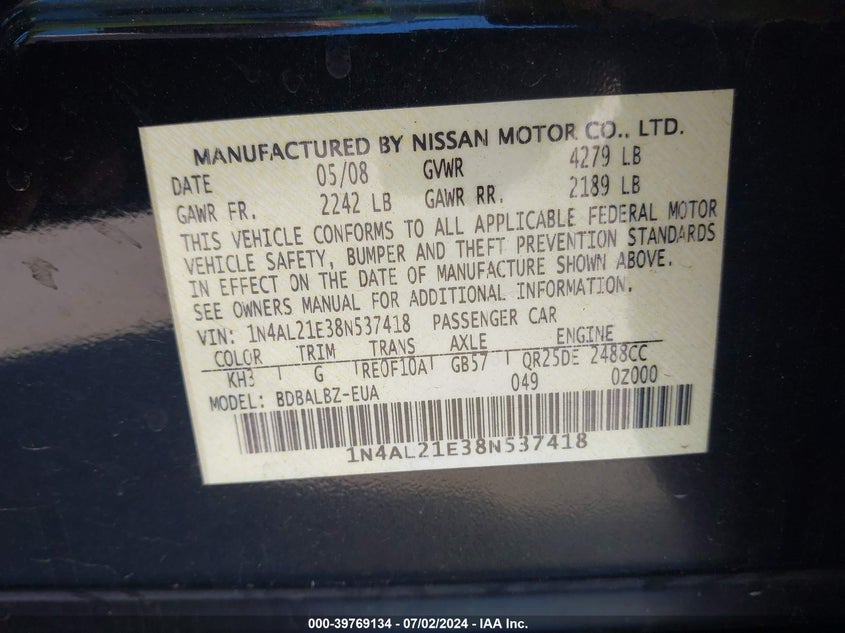 MANUFACTURED BY NISSAN MOTOR CO., LTD.
DATE 05/08 GVWR 4279 LB
GAWR FR. 2242 LB GAWR RR. 2189 LB
THIS VEHICLE CONFORMS TO ALL APPLICABLE FEDERAL MOTOR
VEHICLE SAFETY, BUMPER AND THEFT PREVENTION STANDARDS
IN EFFECT ON THE DATE OF MANUFACTURE SHOWN ABOVE.
SEE OWNERS MANUAL FOR ADDITIONAL INFORMATION.
VIN: 1N4AL21E38N537418 PASSENGER CAR
COLOR TRIM TRANS AXLE ENGINE
KH3 G RE0F10A GB57 QR25DE 2488CC
MODEL: BDBALBZ-EUA 049 0Z000
1N4AL21E38N537418
000-39769134 - 07/02/2024 - IAA Inc.